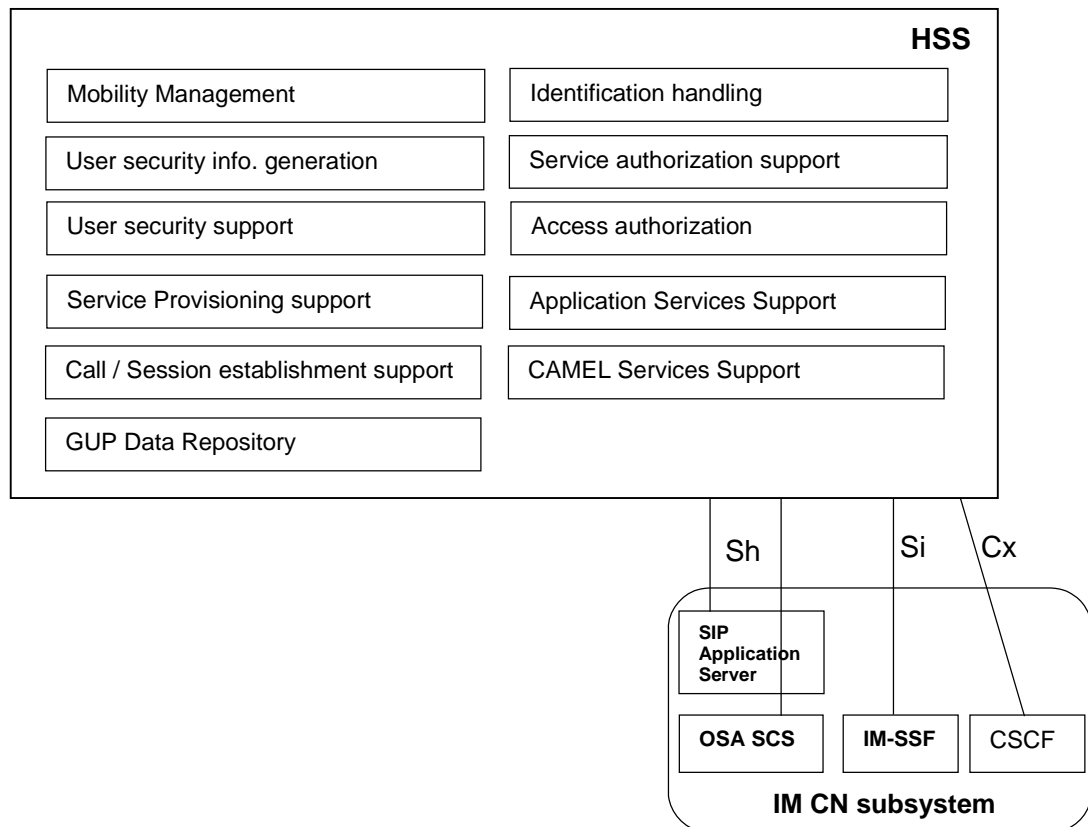 HSS
Mobility Management
Identification handling
User security info. generation
Service authorization support
User security support
Access authorization
Service Provisioning support
Application Services Support
Call / Session establishment support
CAMEL Services Support
GUP Data Repository
Sh
Si
Cx
SIP
Application
Server
OSA SCS
IM-SSF
CSCF
IM CN subsystem